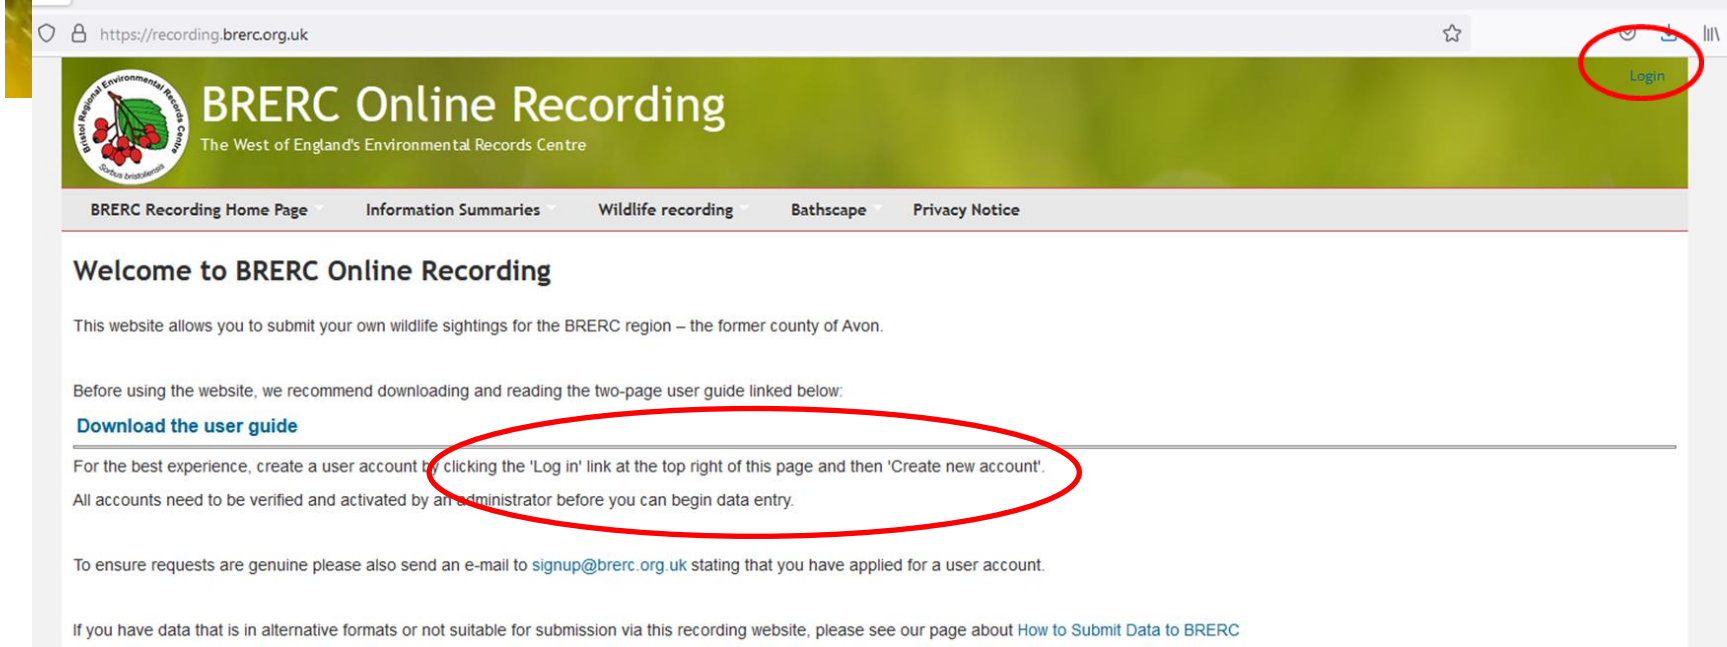 https://recording.brerc.org.uk
Login
Bristol Regional Environmental Records Centre
Sorbus bristoliensis
BRERC Online Recording
The West of England's Environmental Records Centre
BRERC Recording Home Page Information Summaries Wildlife recording Bathscape Privacy Notice
Welcome to BRERC Online Recording
This website allows you to submit your own wildlife sightings for the BRERC region – the former county of Avon.
Before using the website, we recommend downloading and reading the two-page user guide linked below:
Download the user guide
For the best experience, create a user account by clicking the 'Log in' link at the top right of this page and then 'Create new account'.
All accounts need to be verified and activated by an administrator before you can begin data entry.
To ensure requests are genuine please also send an e-mail to signup@brerc.org.uk stating that you have applied for a user account.
If you have data that is in alternative formats or not suitable for submission via this recording website, please see our page about How to Submit Data to BRERC